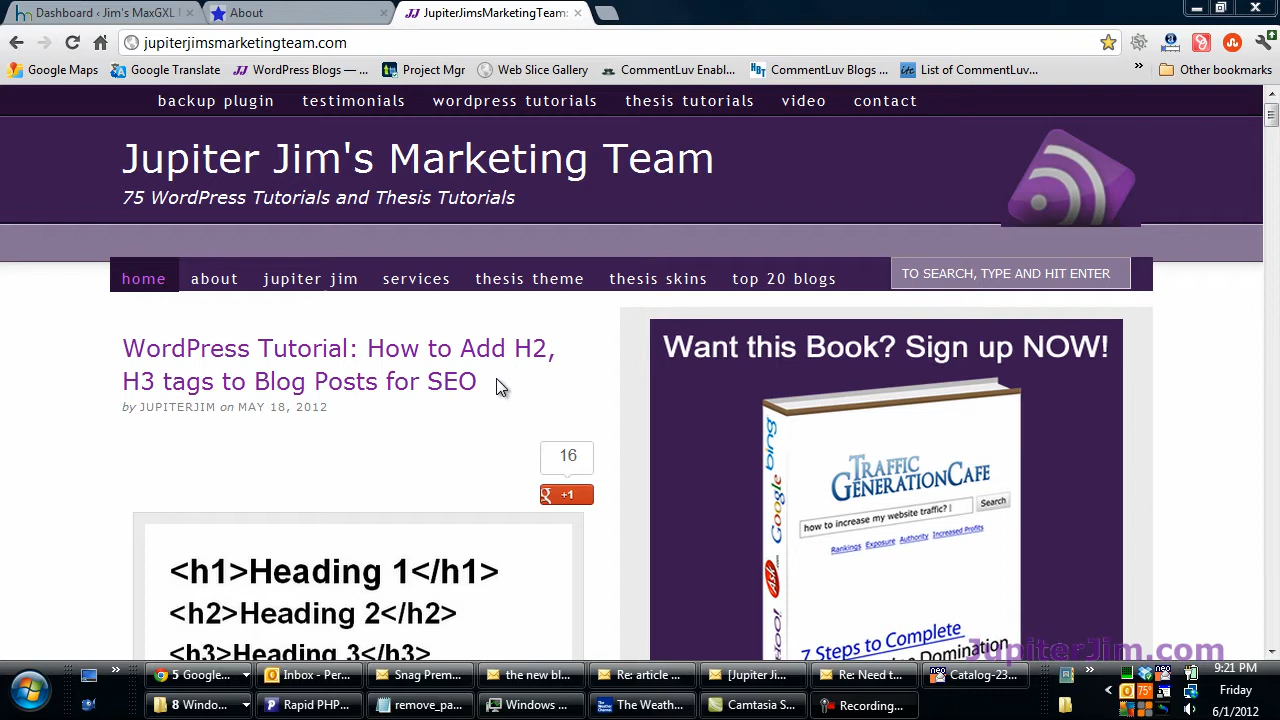 Dashboard ‹ Jim's MaxGXL
About
JupiterJimsMarketingTeam:
jupiterjimsmarketingteam.com
Google Maps
Google Translate
WordPress Blogs — ...
Project Mgr
Web Slice Gallery
CommentLuv Enabl...
CommentLuv Blogs ...
List of CommentLuv...
Other bookmarks
backup plugin
testimonials
wordpress tutorials
thesis tutorials
video
contact
Jupiter Jim's Marketing Team
75 WordPress Tutorials and Thesis Tutorials
home
about
jupiter jim
services
thesis theme
thesis skins
top 20 blogs
TO SEARCH, TYPE AND HIT ENTER
WordPress Tutorial: How to Add H2,
H3 tags to Blog Posts for SEO
by JUPITERJIM on MAY 18, 2012
16
+1
<h1>Heading 1</h1>
<h2>Heading 2</h2>
<h3>Heading 3</h3>
Want this Book? Sign up NOW!
bing
Google
Ask.com
TRAFFIC
GENERATIONCAFE
how to increase my website traffic?
Search
Rankings
Exposure
Authority
Increased Profits
7 Steps to Complete
JupiterJim.com
5 Google...
Inbox - Per...
Snag Prem...
the new bl...
Re: article ...
[Jupiter Ji...
Re: Need t...
Catalog-23...
9:21 PM
8 Windo...
Rapid PHP...
remov
Windows ...
The Weath...
Camtasia S...
Recording...
75°
Friday
6/1/2012